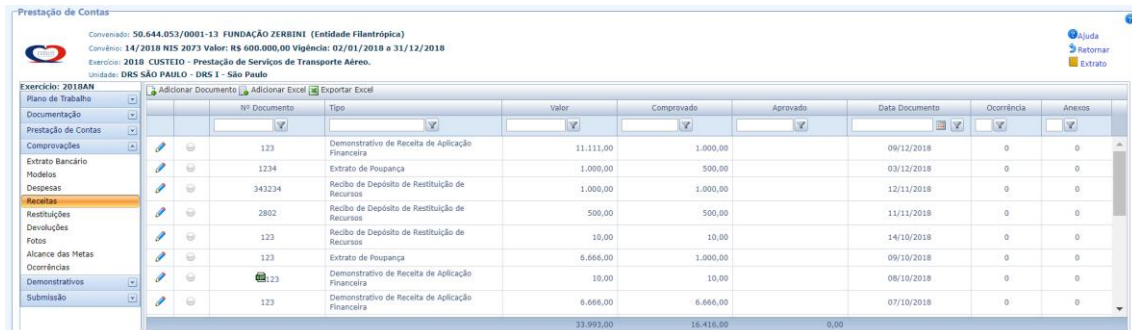 Prestação de Contas
Conveniado: 50.644.053/0001-13 FUNDAÇÃO ZERBINI (Entidade Filantrópica)
Convênio: 14/2018 NIS 2073 Valor: R$ 600.000,00 Vigência: 02/01/2018 a 31/12/2018
Exercício: 2018 CUSTEIO - Prestação de Serviços de Transporte Aéreo.
Unidade: DRS SÃO PAULO - DRS I - São Paulo
Ajuda
Retornar
Extrato
Exercício: 2018AN
Plano de Trabalho
Documentação
Prestação de Contas
Comprovações
Extrato Bancário
Modelos
Despesas
Receitas
Restituições
Devoluções
Fotos
Alcance das Metas
Ocorrências
Demonstrativos
Submissão
Adicionar Documento Adicionar Excel Exportar Excel
Nº Documento Tipo Valor Comprovado Aprovado Data Documento Ocorrência Anexos
123 Demonstrativo de Receita de Aplicação Financeira 11.111,00 1.000,00 09/12/2018 0 0
1234 Extrato de Poupança 1.000,00 500,00 03/12/2018 0 0
343234 Recibo de Depósito de Restituição de Recursos 1.000,00 1.000,00 12/11/2018 0 0
2802 Recibo de Depósito de Restituição de Recursos 500,00 500,00 11/11/2018 0 0
123 Recibo de Depósito de Restituição de Recursos 10,00 10,00 14/10/2018 0 0
123 Extrato de Poupança 6.666,00 1.000,00 09/10/2018 0 0
123 Demonstrativo de Receita de Aplicação Financeira 10,00 10,00 08/10/2018 0 0
123 Demonstrativo de Receita de Aplicação Financeira 6.666,00 6.666,00 07/10/2018 0 0
33.993,00 16.416,00 0,00